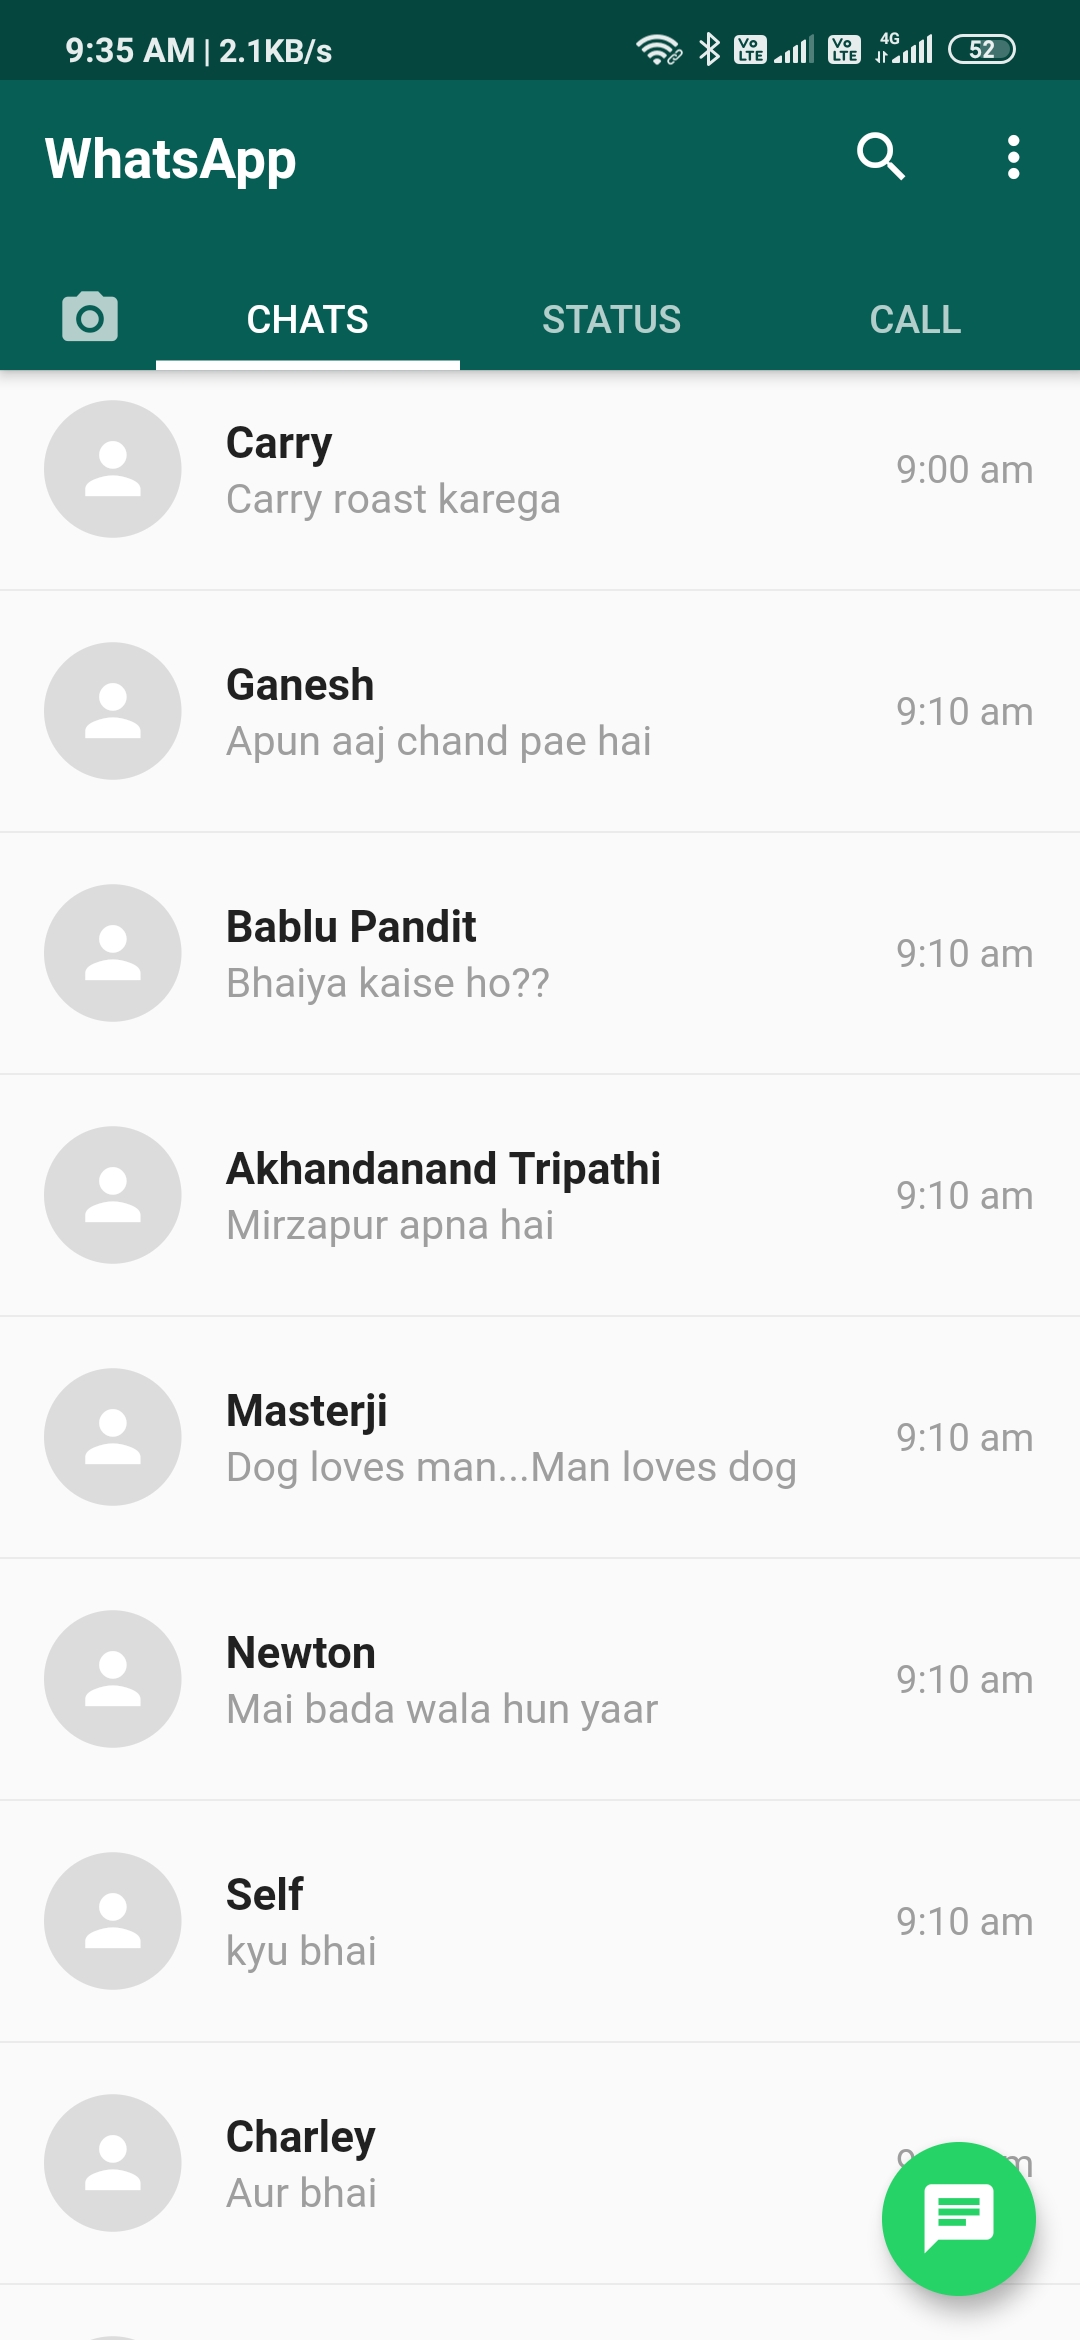 9:35 AM | 2.1KB/s Vo LTE Vo LTE 4G 52
WhatsApp
CHATS STATUS CALL
Carry
9:00 am
Carry roast karega
Ganesh
9:10 am
Apun aaj chand pae hai
Bablu Pandit
9:10 am
Bhaiya kaise ho??
Akhandanand Tripathi
9:10 am
Mirzapur apna hai
Masterji
9:10 am
Dog loves man...Man loves dog
Newton
9:10 am
Mai bada wala hun yaar
Self
9:10 am
kyu bhai
Charley
Aur bhai